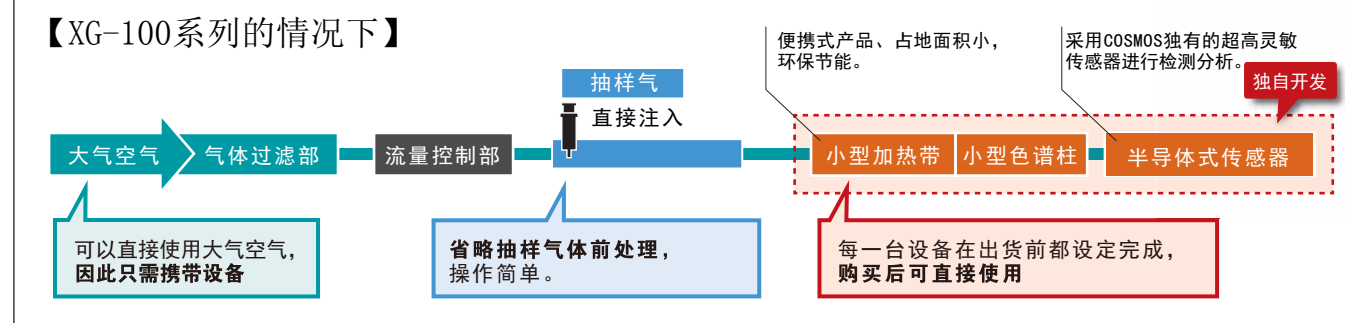 【XG-100系列的情况下】
便携式产品、占地面积小，
环保节能。
采用COSMOS独有的超高灵敏
传感器进行检测分析。
独自开发
抽样气
直接注入
大气空气
气体过滤部
流量控制部
小型加热带
小型色谱柱
半导体式传感器
可以直接使用大气空气，
因此只需携带设备
省略抽样气体前处理，
操作简单。
每一台设备在出货前都设定完成，
购买后可直接使用